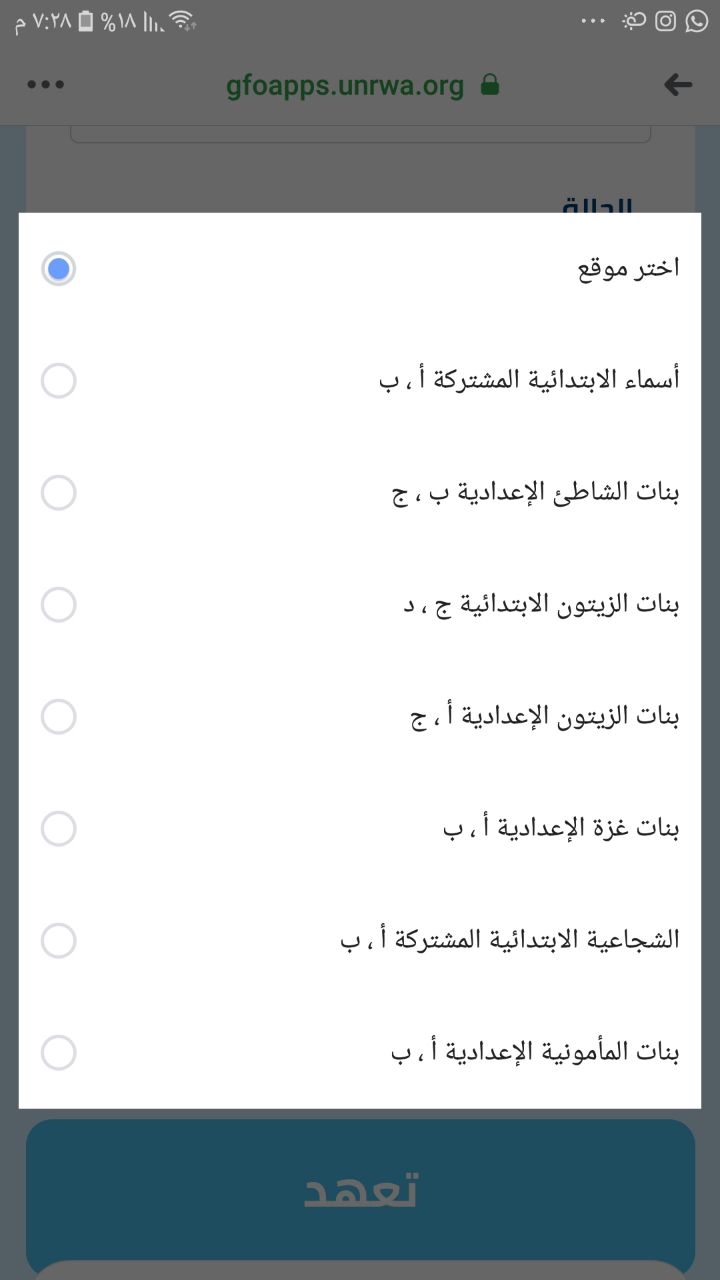 ٧:٢٨ م %١٨
gfoapps.unrwa.org
الحالة
اختر موقع
أسماء الابتدائية المشتركة أ ، ب
بنات الشاطئ الإعدادية ب ، ج
بنات الزيتون الابتدائية ج ، د
بنات الزيتون الإعدادية أ ، ج
بنات غزة الإعدادية أ ، ب
الشجاعية الابتدائية المشتركة أ ، ب
بنات المأمونية الإعدادية أ ، ب
تعهد